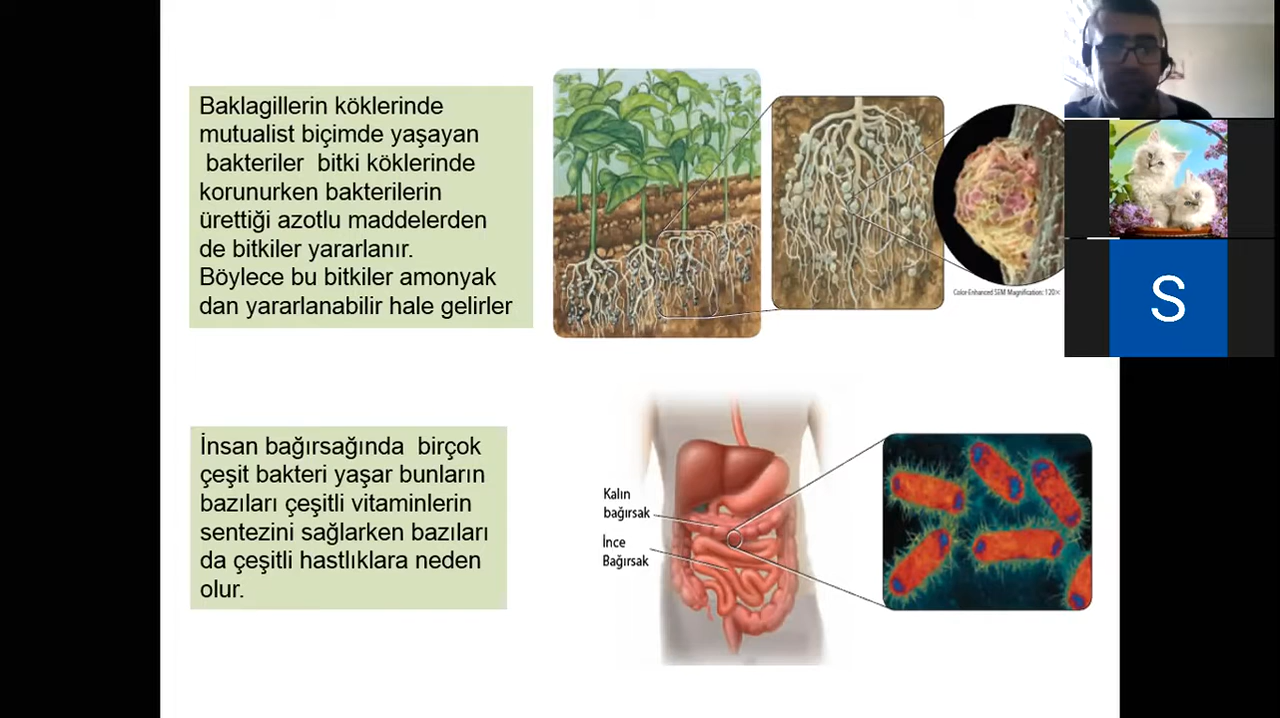 Baklagillerin köklerinde
mutualist biçimde yaşayan
bakteriler bitki köklerinde
korunurken bakterilerin
ürettiği azotlu maddelerden
de bitkiler yararlanır.
Böylece bu bitkiler amonyak
dan yararlanabilir hale gelirler
Color-Enhanced SEM Magnification: 120×
S
İnsan bağırsağında birçok
çeşit bakteri yaşar bunların
bazıları çeşitli vitaminlerin
sentezini sağlarken bazıları
da çeşitli hastlıklara neden
olur.
Kalın
bağırsak
İnce
Bağırsak